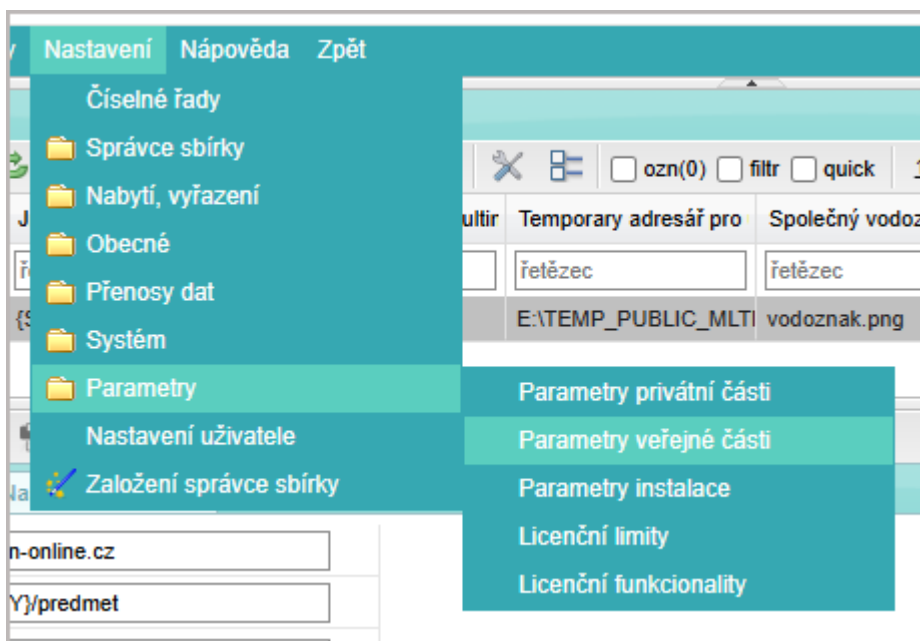 Nastavení Nápověda Zpět
Číselné řady
Správce sbírky
ozn(0) filtr quick
Nabytí, vyřazení
Temporary adresář pro
Obecné
řetězec řetězec
Přenosy dat
E:\TEMP_PUBLIC_MLTI vodoznak.png
Systém
Parametry
Parametry privátní části
Nastavení uživatele
Parametry veřejné části
Založení správce sbírky
Parametry instalace
n-online.cz
Licenční limity
Y}/predmet
Licenční funkcionality